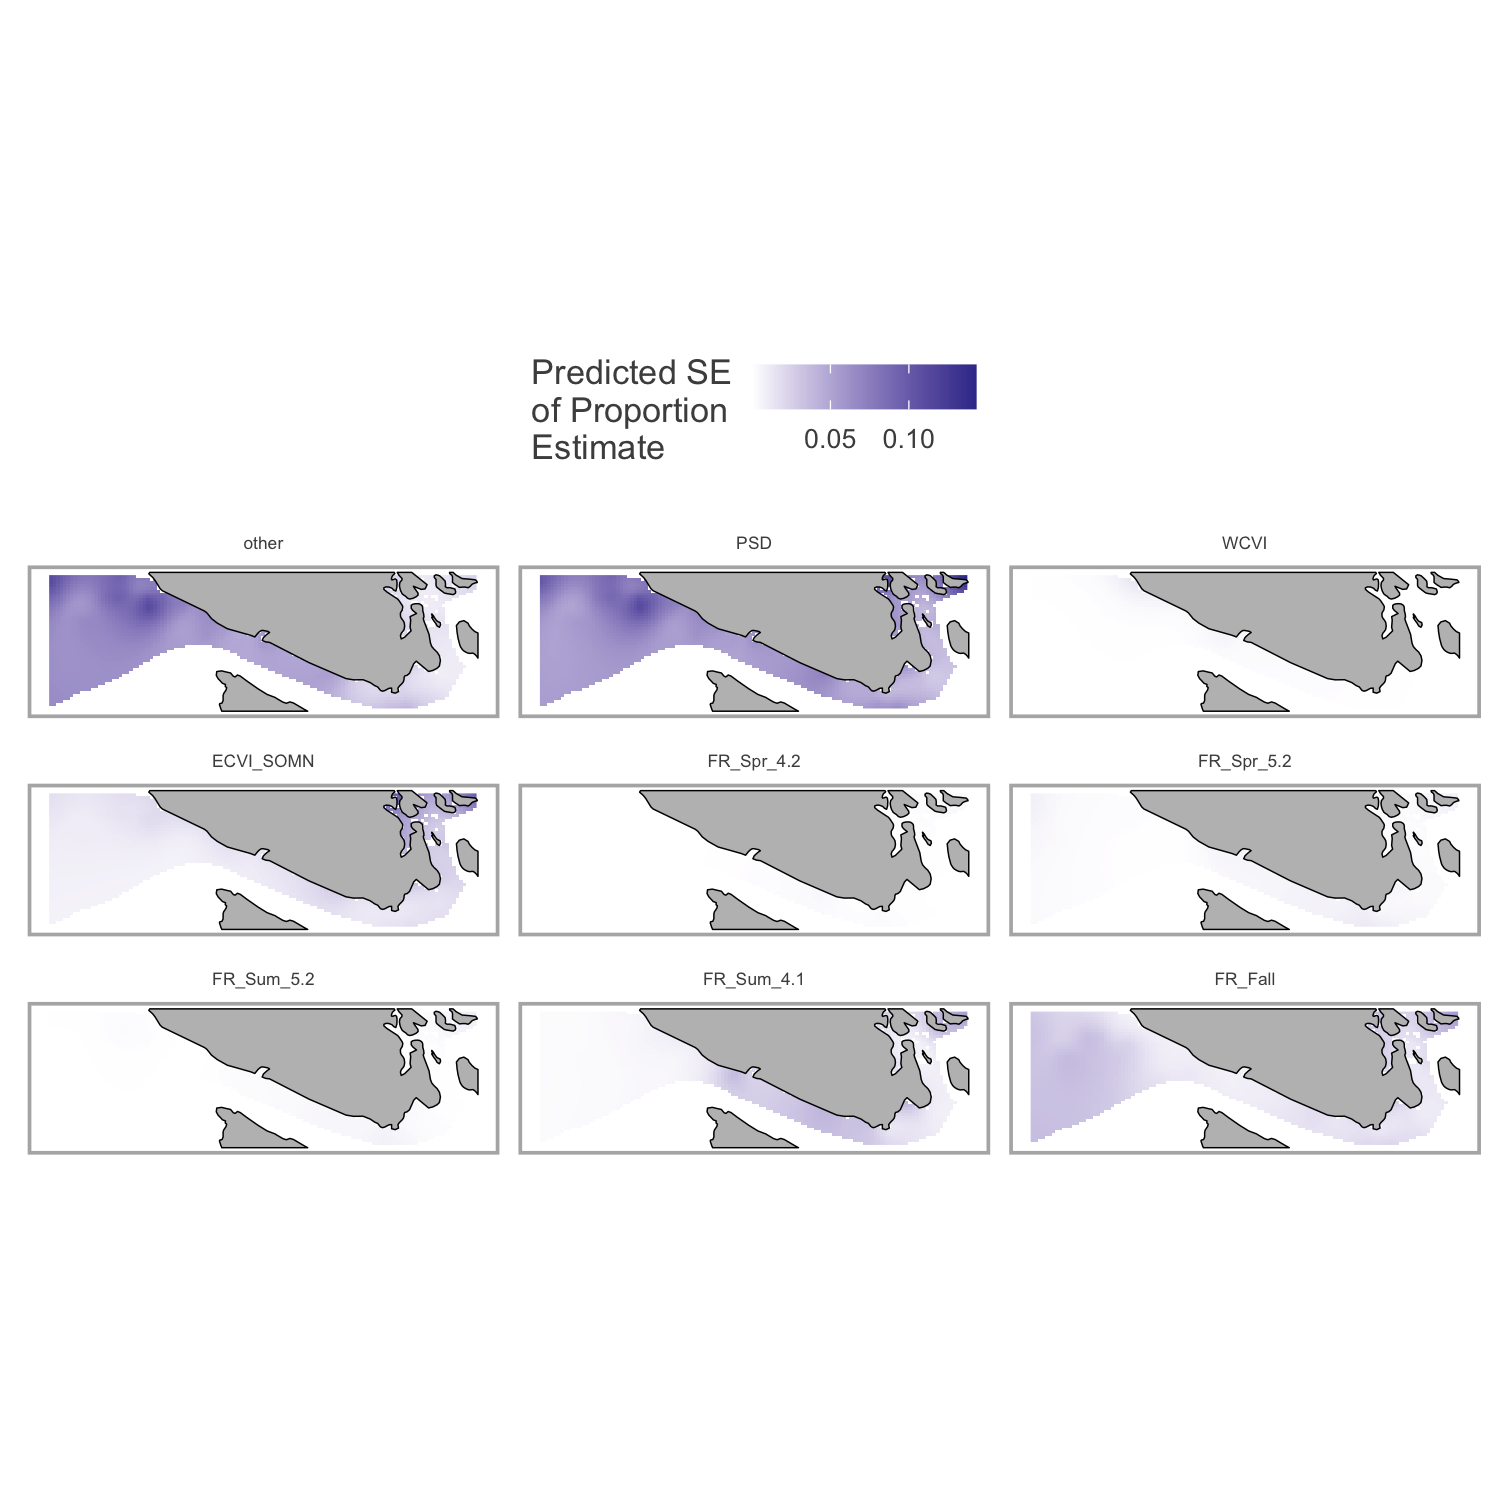 Predicted SE
of Proportion
Estimate
0.05 0.10
other PSD WCVI
ECVI_SOMN FR_Spr_4.2 FR_Spr_5.2
FR_Sum_5.2 FR_Sum_4.1 FR_Fall